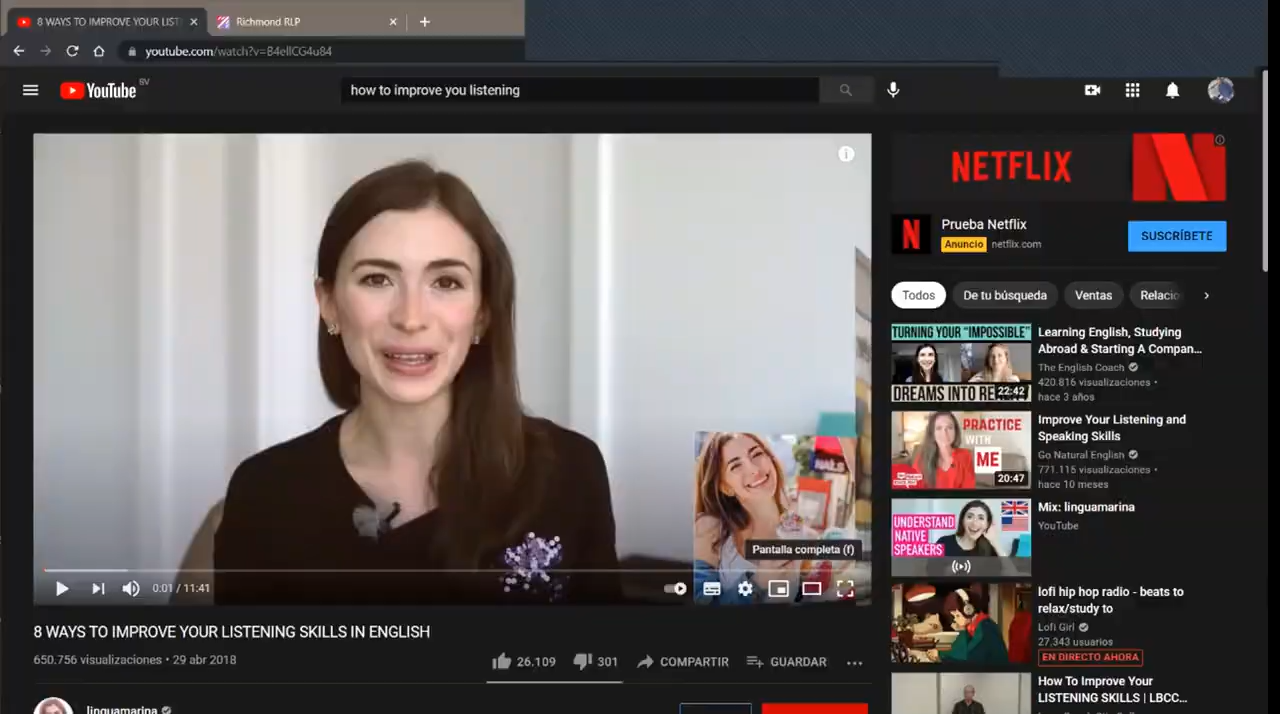 8 WAYS TO IMPROVE YOUR LIST
Richmond RLP
youtube.com/watch?v=B4ellCG4u84
YouTube SV
how to improve you listening
NETFLIX
Prueba Netflix
Anuncio netflix.com
SUSCRÍBETE
Todos
De tu búsqueda
Ventas
Relacio
TURNING YOUR "IMPOSSIBLE"
DREAMS INTO RE
22:42
Learning English, Studying
Abroad & Starting A Compan...
The English Coach
420.816 visualizaciones •
hace 3 años
PRACTICE
WITH
ME
20:47
Improve Your Listening and
Speaking Skills
Go Natural English
771.115 visualizaciones •
hace 10 meses
UNDERSTAND
NATIVE
SPEAKERS
Mix: linguamarina
YouTube
lofi hip hop radio - beats to
relax/study to
Lofi Girl
27,343 usuarios
EN DIRECTO AHORA
How To Improve Your
LISTENING SKILLS | LBCC...
Pantalla completa (f)
0:01 / 11:41
8 WAYS TO IMPROVE YOUR LISTENING SKILLS IN ENGLISH
650.756 visualizaciones • 29 abr 2018
26.109
301
COMPARTIR
GUARDAR
linguamarina